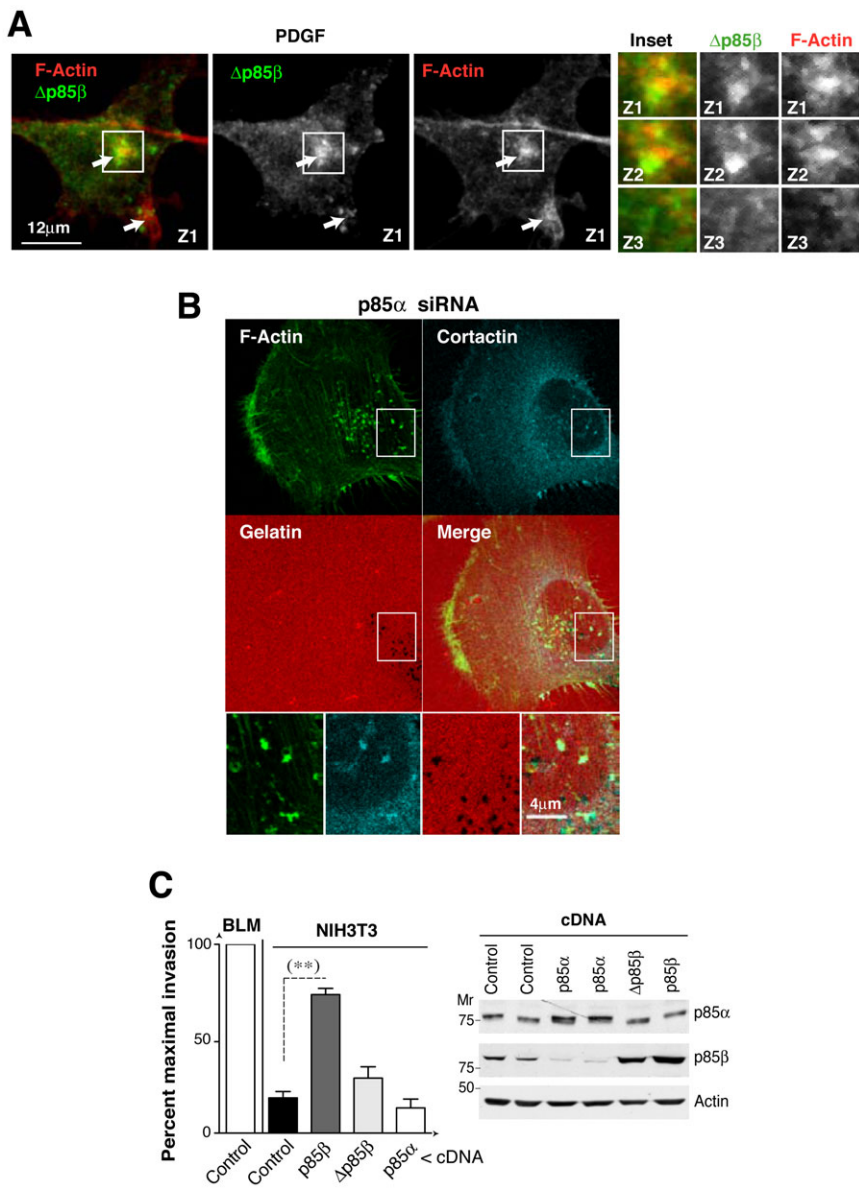 A
PDGF
F-Actin
Δp85β
Z1
12µm
Δp85β
Z1
F-Actin
Z1
Inset Δp85β F-Actin
Z1 Z1 Z1
Z2 Z2 Z2
Z3 Z3 Z3
B
p85α siRNA
F-Actin Cortactin
Gelatin Merge
4µm
C
BLM NIH3T3
Percent maximal invasion
100
50
0
(**)
Control Control p85β Δp85β p85α < cDNA
cDNA
Control Control p85α p85α Δp85β p85β
Mr
75 p85α
75 p85β
50
Actin